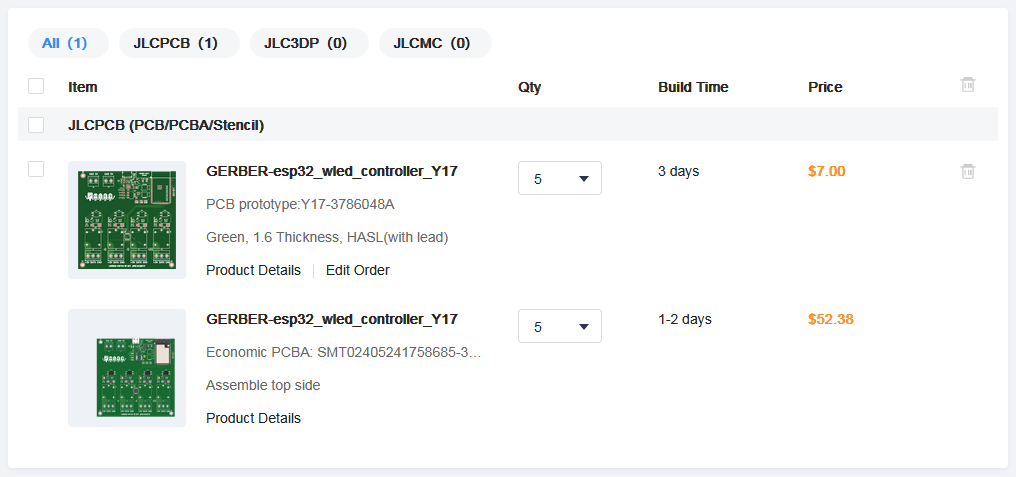 All (1) JLCPCB (1) JLC3DP (0) JLCMC (0)
Item Qty Build Time Price
JLCPCB (PCB/PCBA/Stencil)
GERBER-esp32_wled_controller_Y17 5 3 days $7.00
PCB prototype:Y17-3786048A
Green, 1.6 Thickness, HASL(with lead)
Product Details Edit Order
GERBER-esp32_wled_controller_Y17 5 1-2 days $52.38
Economic PCBA: SMT02405241758685-3...
Assemble top side
Product Details